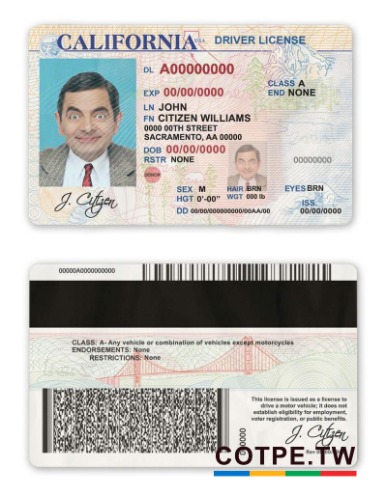 CALIFORNIA USA DRIVER LICENSE
DL A00000000
CLASS A
EXP 00/00/0000
END NONE
LN JOHN
FN CITIZEN WILLIAMS
0000 00TH STREET
SACRAMENTO, AA 00000
DOB 00/00/0000
RSTR NONE
00000000
DONOR
SEX M HAIR BRN EYES BRN
HGT 0'-00" WGT 000 lb
ISS
DD 00/00/000000000/00AA/00 00/00/0000
J. Citizen
00000A0000000000
CLASS: A- Any vehicle or combination of vehicles except motorcycles
ENDORSEMENTS: None
RESTRICTIONS: None
This license is issued as a license to
drive a motor vehicle; it does not
establish eligibility for employment,
voter registration, or public benefits.
J. Citizen
COTPE.TW